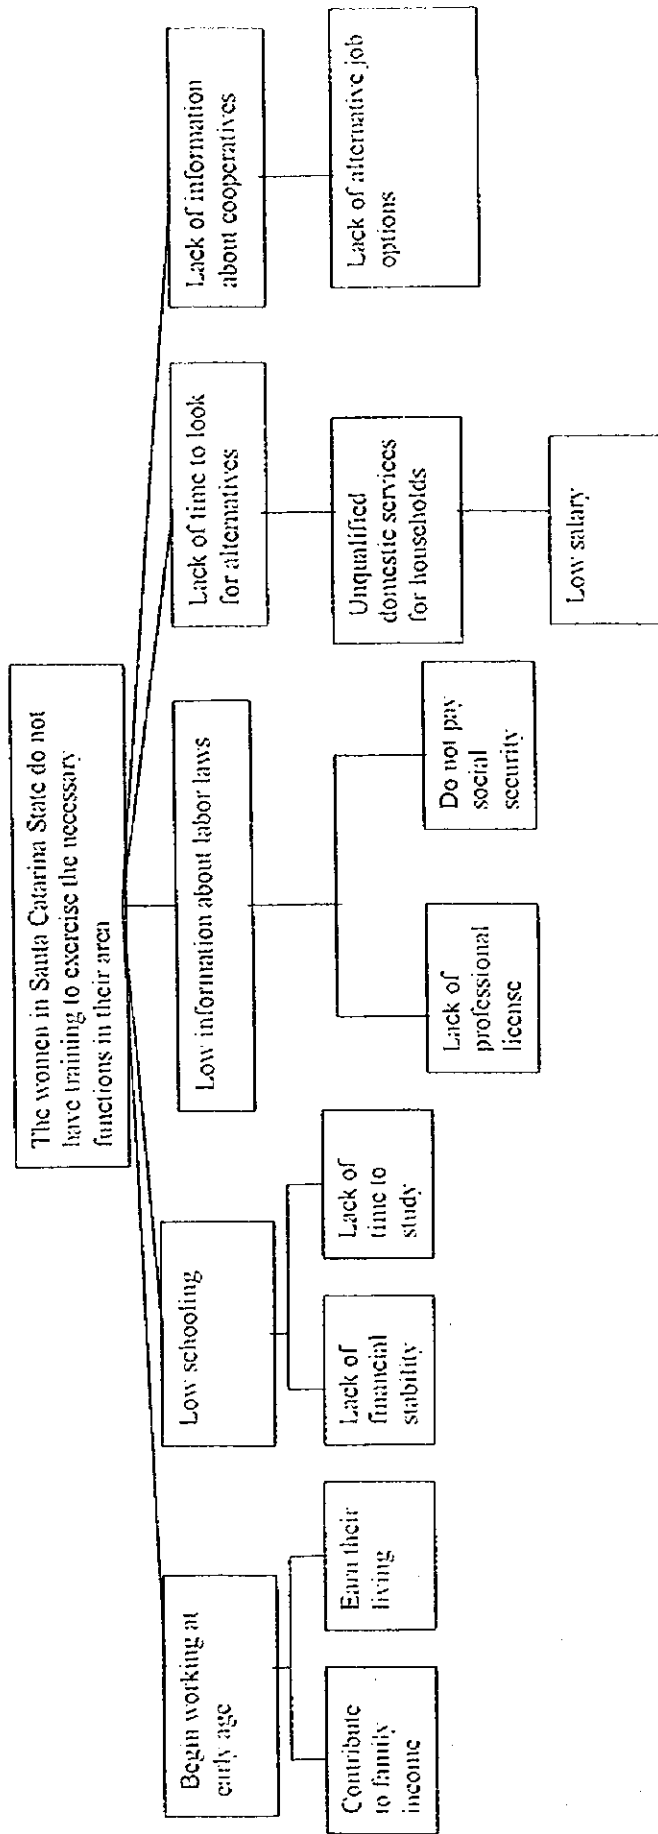 The women in Santa Catarina State do not
have training to exercise the necessary
functions in their area
Begin working at
early age
Low schooling
Low information about labor laws
Lack of time to look
for alternatives
Lack of information
about cooperatives
Contribute
to family
income
Earn their
living
Lack of
financial
stability
Lack of
time to
study
Lack of
professional
license
Do not pay
social
security
Unqualified
domestic services
for households
Lack of alternative job
options
Low salary